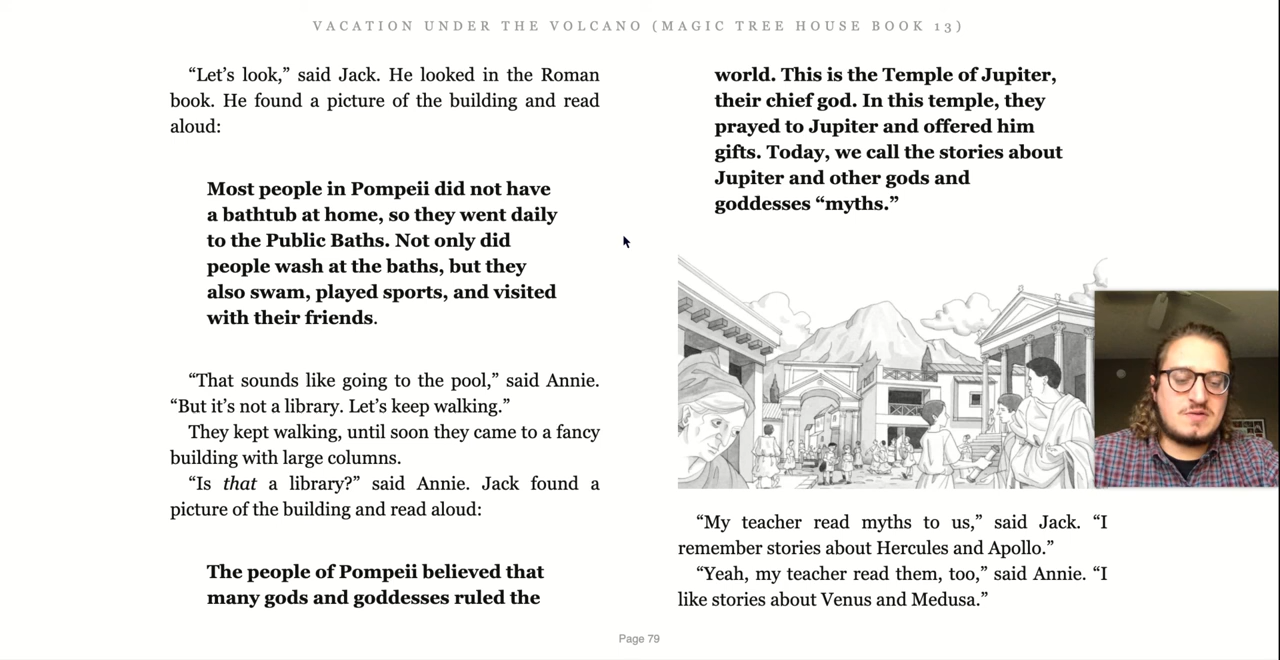 VACATION UNDER THE VOLCANO (MAGIC TREE HOUSE BOOK 13)
“Let’s look,” said Jack. He looked in the Roman
book. He found a picture of the building and read
aloud:
Most people in Pompeii did not have
a bathtub at home, so they went daily
to the Public Baths. Not only did
people wash at the baths, but they
also swam, played sports, and visited
with their friends.
“That sounds like going to the pool,” said Annie.
“But it’s not a library. Let’s keep walking.”
They kept walking, until soon they came to a fancy
building with large columns.
“Is that a library?” said Annie. Jack found a
picture of the building and read aloud:
The people of Pompeii believed that
many gods and goddesses ruled the
world. This is the Temple of Jupiter,
their chief god. In this temple, they
prayed to Jupiter and offered him
gifts. Today, we call the stories about
Jupiter and other gods and
goddesses “myths.”
“My teacher read myths to us,” said Jack. “I
remember stories about Hercules and Apollo.”
“Yeah, my teacher read them, too,” said Annie. “I
like stories about Venus and Medusa.”
Page 79